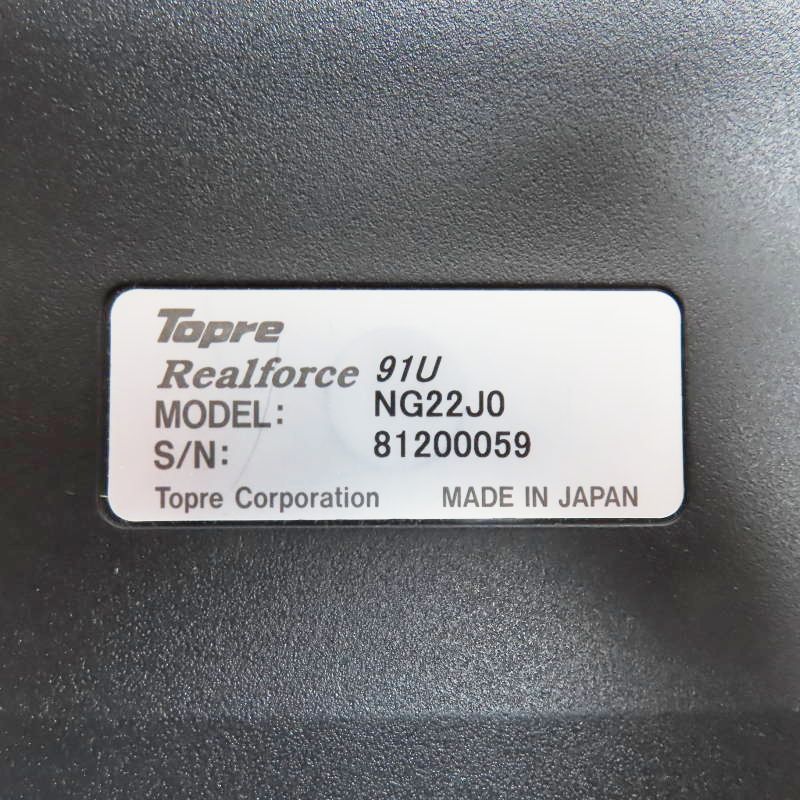 Topre
Realforce 91U
MODEL: NG22J0
S/N: 81200059
Topre Corporation MADE IN JAPAN